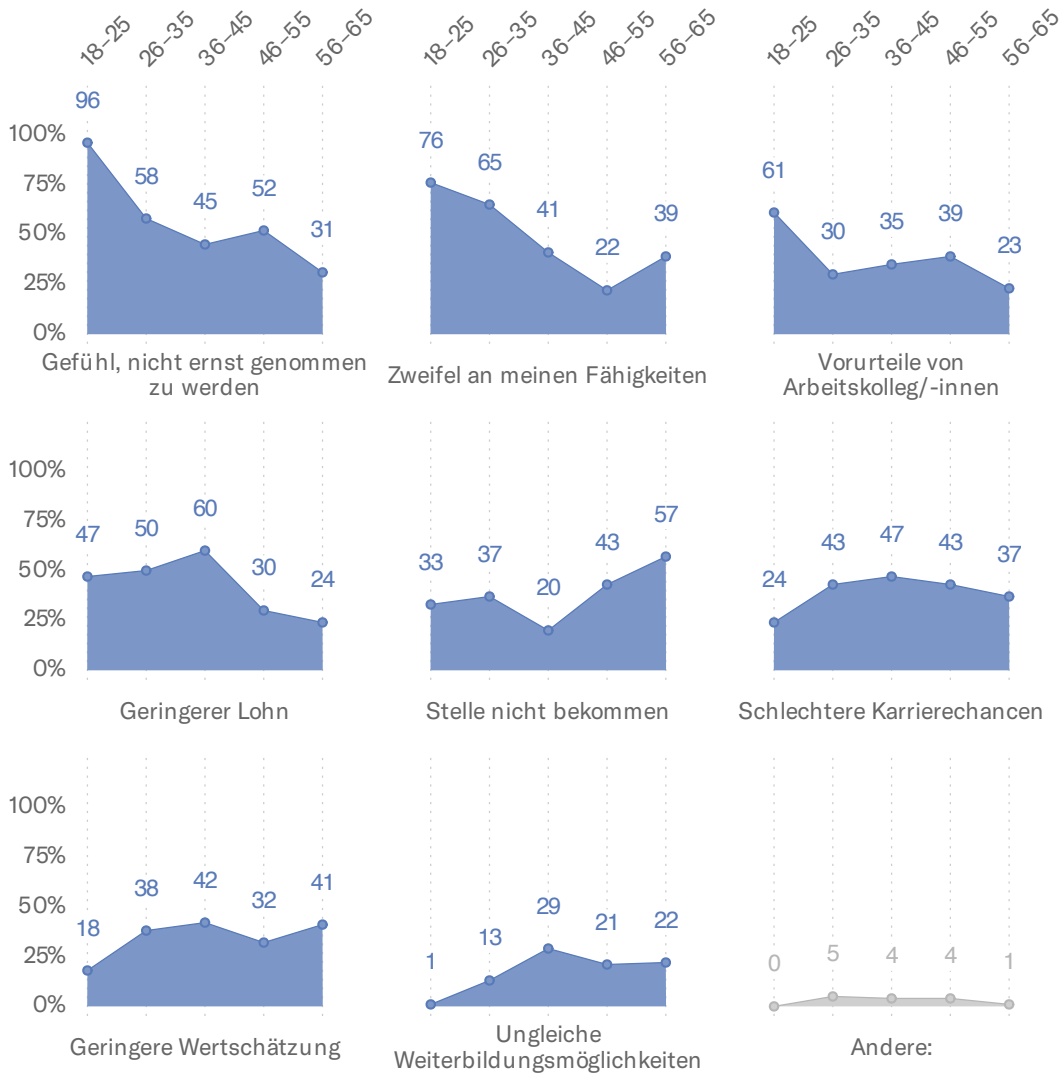 18–25 26–35 36–45 46–55 56–65 18–25 26–35 36–45 46–55 56–65 18–25 26–35 36–45 46–55 56–65
100%
75%
50%
25%
0%
96 58 45 52 31
76 65 41 22 39
61 30 35 39 23
Gefühl, nicht ernst genommen
zu werden
Zweifel an meinen Fähigkeiten
Vorurteile von
Arbeitskolleg/-innen
100%
75%
50%
25%
0%
47 50 60 30 24
33 37 20 43 57
24 43 47 43 37
Geringerer Lohn
Stelle nicht bekommen
Schlechtere Karrierechancen
100%
75%
50%
25%
0%
18 38 42 32 41
1 13 29 21 22
0 5 4 4 1
Geringere Wertschätzung
Ungleiche
Weiterbildungsmöglichkeiten
Andere: